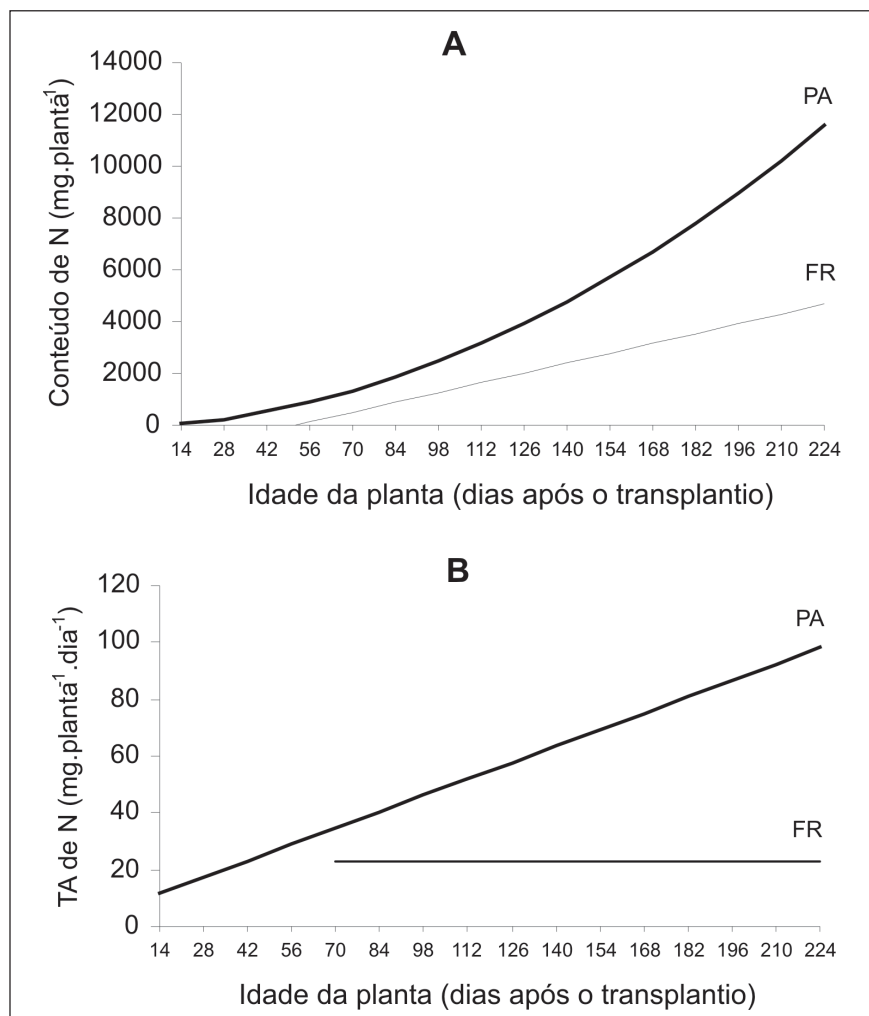 A
Conteúdo de N (mg.planta⁻¹)
14000
12000
10000
8000
6000
4000
2000
0
PA
FR
14 28 42 56 70 84 98 112 126 140 154 168 182 196 210 224
Idade da planta (dias após o transplantio)
B
TA de N (mg.planta⁻¹.dia⁻¹)
120
100
80
60
40
20
0
PA
FR
14 28 42 56 70 84 98 112 126 140 154 168 182 196 210 224
Idade da planta (dias após o transplantio)